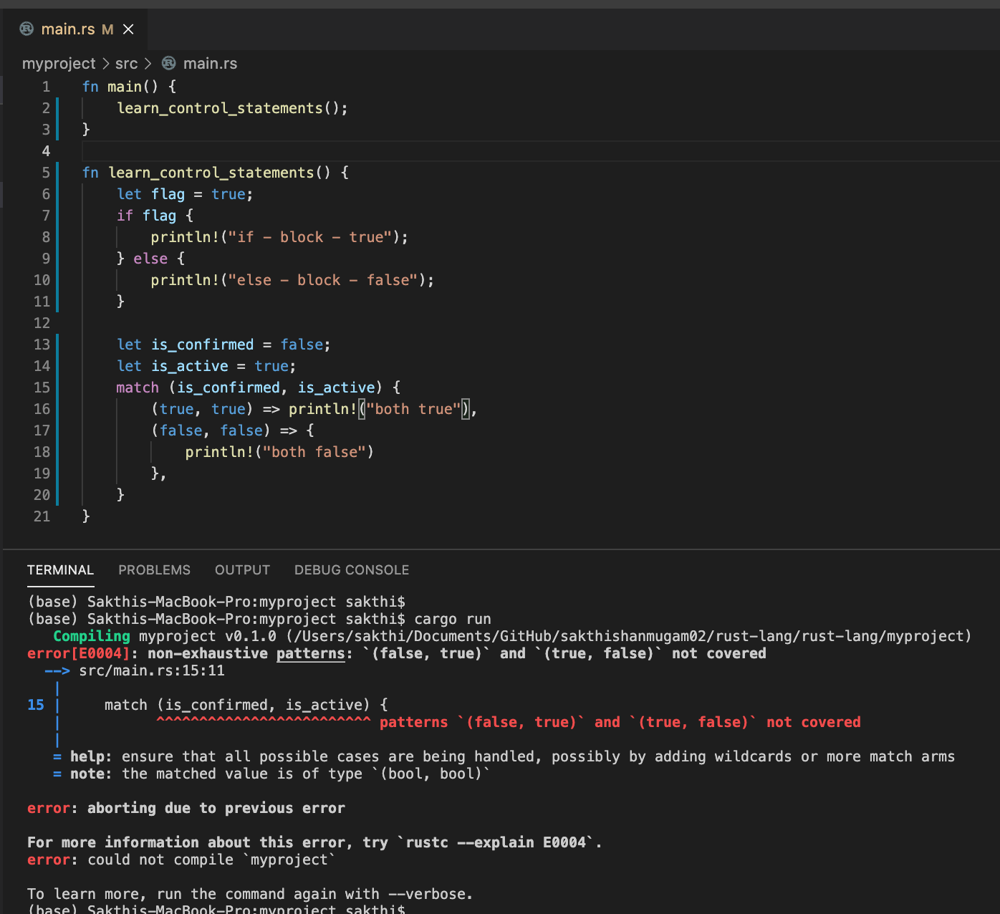 main.rs M
myproject > src > main.rs
1 fn main() {
2     learn_control_statements();
3 }
4
5 fn learn_control_statements() {
6     let flag = true;
7     if flag {
8         println!("if - block - true");
9     } else {
10         println!("else - block - false");
11     }
12
13     let is_confirmed = false;
14     let is_active = true;
15     match (is_confirmed, is_active) {
16         (true, true) => println!("both true"),
17         (false, false) => {
18             println!("both false")
19         },
20     }
21 }
TERMINAL PROBLEMS OUTPUT DEBUG CONSOLE
(base) Sakthis-MacBook-Pro:myproject sakthi$
(base) Sakthis-MacBook-Pro:myproject sakthi$ cargo run
   Compiling myproject v0.1.0 (/Users/sakthi/Documents/GitHub/sakthishanmugam02/rust-lang/rust-lang/myproject)
error[E0004]: non-exhaustive patterns: `(false, true)` and `(true, false)` not covered
  --> src/main.rs:15:11
   |
15 |     match (is_confirmed, is_active) {
   |           ^^^^^^^^^^^^^^^^^^^^^^^^^ patterns `(false, true)` and `(true, false)` not covered
   |
   = help: ensure that all possible cases are being handled, possibly by adding wildcards or more match arms
   = note: the matched value is of type `(bool, bool)`
error: aborting due to previous error
For more information about this error, try `rustc --explain E0004`.
error: could not compile `myproject`
To learn more, run the command again with --verbose.
(base) Sakthis-MacBook-Pro:myproject sakthi$